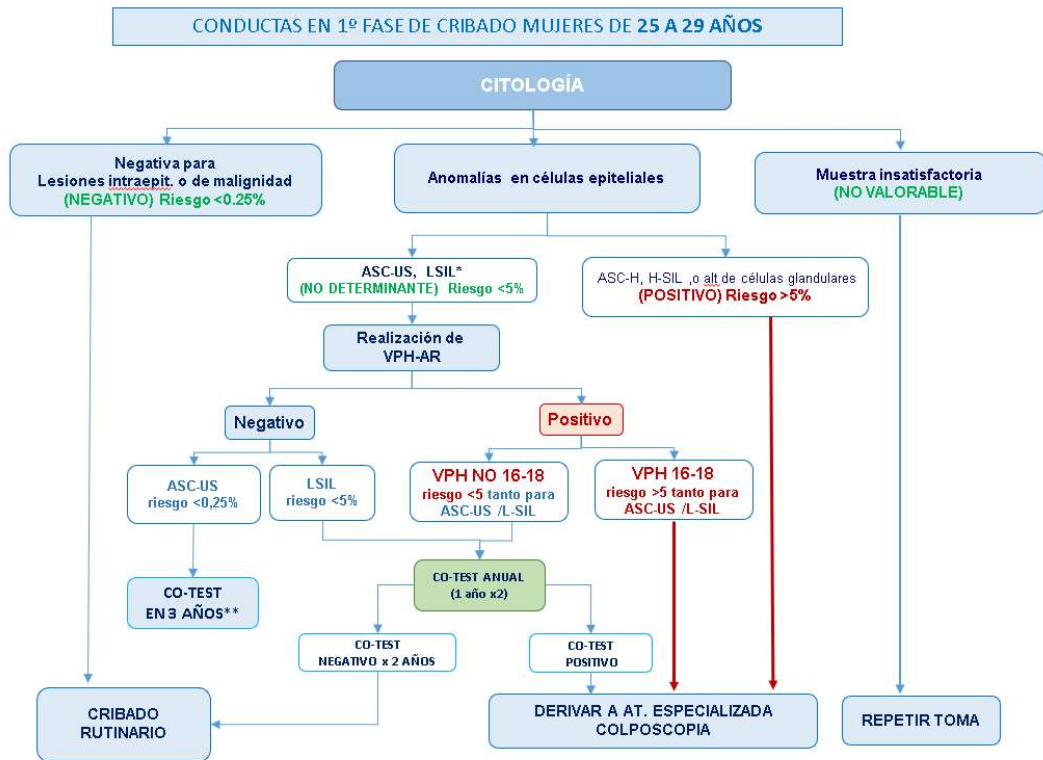 CONDUCTAS EN 1º FASE DE CRIBADO MUJERES DE 25 A 29 AÑOS
CITOLOGÍA
Negativa para
Lesiones intraepit. o de malignidad
(NEGATIVO) Riesgo <0.25%
Anomalías en células epiteliales
Muestra insatisfactoria
(NO VALORABLE)
ASC-US, LSIL*
(NO DETERMINANTE) Riesgo <5%
ASC-H, H-SIL ,o alt de células glandulares
(POSITIVO) Riesgo >5%
Realización de
VPH-AR
Negativo
Positivo
ASC-US
riesgo <0,25%
LSIL
riesgo <5%
VPH NO 16-18
riesgo <5 tanto para
ASC-US /L-SIL
VPH 16-18
riesgo >5 tanto para
ASC-US /L-SIL
CO-TEST ANUAL
(1 año x2)
CO-TEST
EN 3 AÑOS**
CO-TEST
NEGATIVO x 2 AÑOS
CO-TEST
POSITIVO
CRIBADO
RUTINARIO
DERIVAR A AT. ESPECIALIZADA
COLPOSCOPIA
REPETIR TOMA